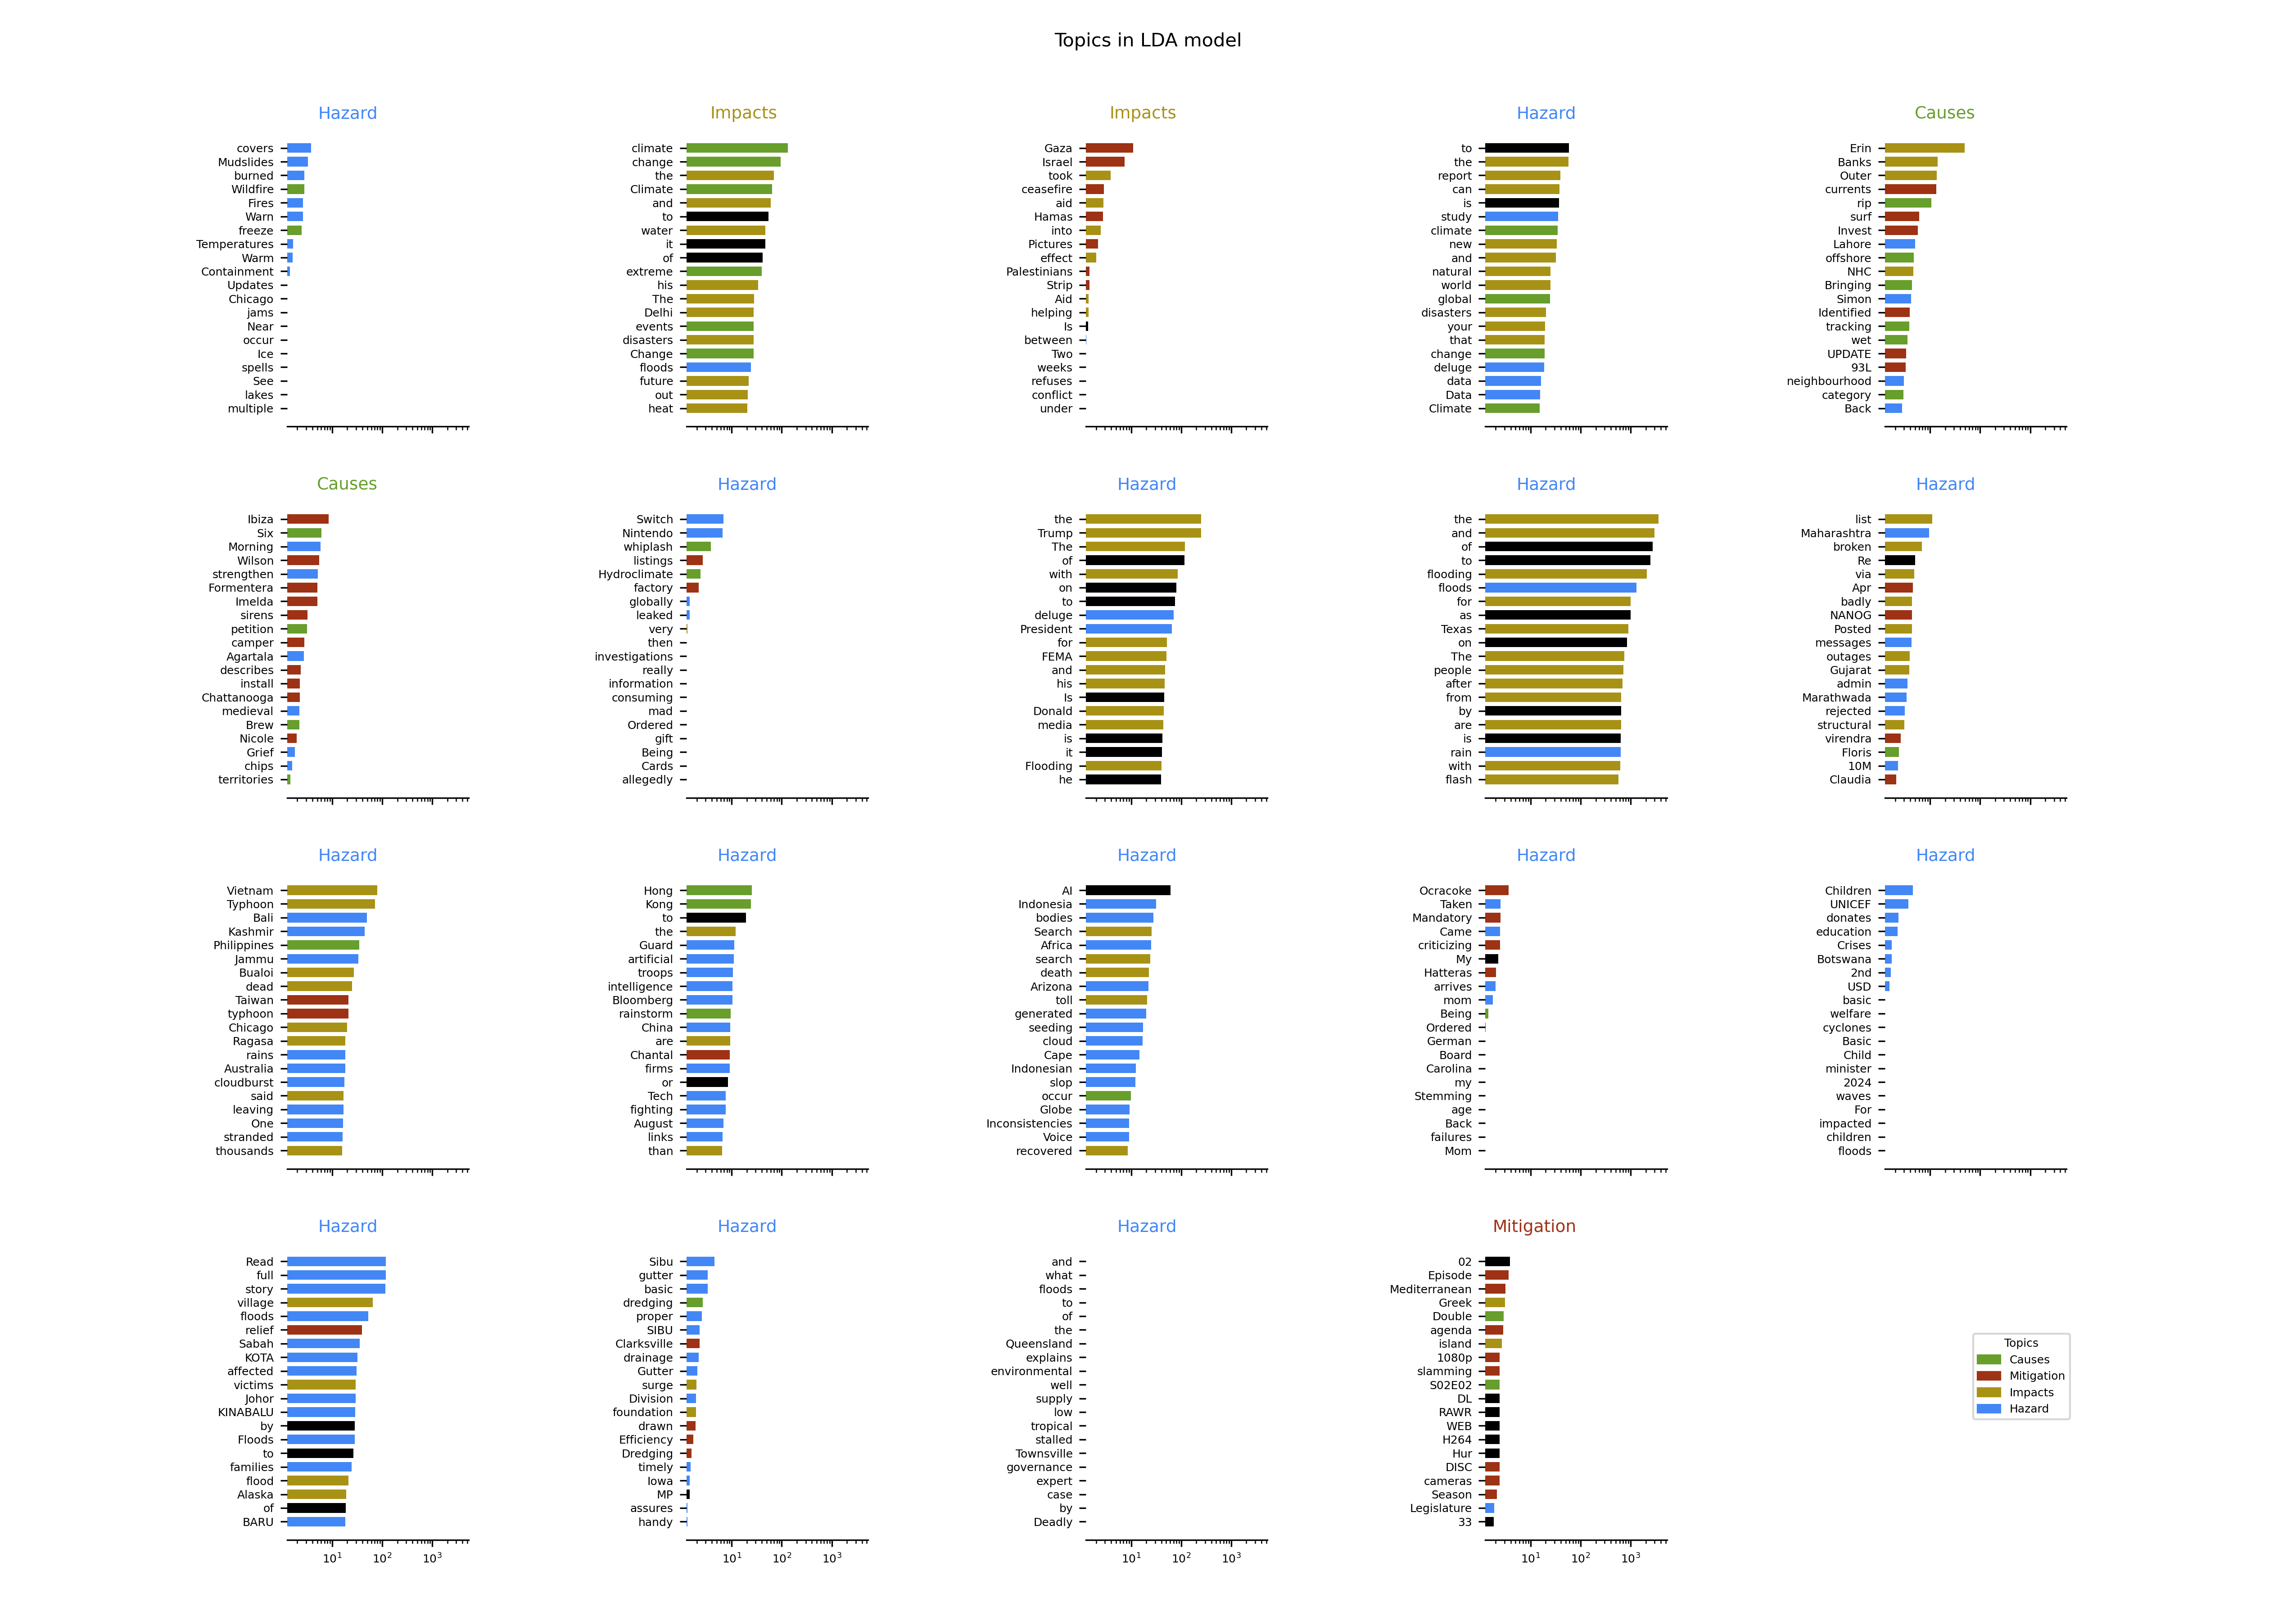 Topics in LDA model
Hazard
covers
Mudslides
burned
Wildfire
Fires
Warn
freeze
Temperatures
Warm
Containment
Updates
Chicago
jams
Near
occur
Ice
spells
See
lakes
multiple
Impacts
climate
change
the
Climate
and
to
water
it
of
extreme
his
The
Delhi
events
disasters
Change
floods
future
out
heat
Impacts
Gaza
Israel
took
ceasefire
aid
Hamas
into
Pictures
effect
Palestinians
Strip
Aid
helping
Is
between
Two
weeks
refuses
conflict
under
Hazard
to
the
report
can
is
study
climate
new
and
natural
world
global
disasters
your
that
change
deluge
data
Data
Climate
Causes
Erin
Banks
Outer
currents
rip
surf
Invest
Lahore
offshore
NHC
Bringing
Simon
Identified
tracking
wet
UPDATE
93L
neighbourhood
category
Back
Causes
Ibiza
Six
Morning
Wilson
strengthen
Formentera
Imelda
sirens
petition
camper
Agartala
describes
install
Chattanooga
medieval
Brew
Nicole
Grief
chips
territories
Hazard
Switch
Nintendo
whiplash
listings
Hydroclimate
factory
globally
leaked
very
then
investigations
really
information
consuming
mad
Ordered
gift
Being
Cards
allegedly
Hazard
the
Trump
The
of
with
on
to
deluge
President
for
FEMA
and
his
Is
Donald
media
is
it
Flooding
he
Hazard
the
and
of
to
flooding
floods
for
as
Texas
on
The
people
after
from
by
are
is
rain
with
flash
Hazard
list
Maharashtra
broken
Re
via
Apr
badly
NANOG
Posted
messages
outages
Gujarat
admin
Marathwada
rejected
structural
virendra
Floris
10M
Claudia
Hazard
Vietnam
Typhoon
Bali
Kashmir
Philippines
Jammu
Bualoi
dead
Taiwan
typhoon
Chicago
Ragasa
rains
Australia
cloudburst
said
leaving
One
stranded
thousands
Hazard
Hong
Kong
to
the
Guard
artificial
troops
intelligence
Bloomberg
rainstorm
China
are
Chantal
firms
or
Tech
fighting
August
links
than
Hazard
AI
Indonesia
bodies
Search
Africa
search
death
Arizona
toll
generated
seeding
cloud
Cape
Indonesian
slop
occur
Globe
Inconsistencies
Voice
recovered
Hazard
Ocracoke
Taken
Mandatory
Came
criticizing
My
Hatteras
arrives
mom
Being
Ordered
German
Board
Carolina
my
Stemming
age
Back
failures
Mom
Hazard
Children
UNICEF
donates
education
Crises
Botswana
2nd
USD
basic
welfare
cyclones
Basic
Child
minister
2024
waves
For
impacted
children
floods
Hazard
Read
full
story
village
floods
relief
Sabah
KOTA
affected
victims
Johor
KINABALU
by
Floods
to
families
flood
Alaska
of
BARU
10¹ 10² 10³
Hazard
Sibu
gutter
basic
dredging
proper
SIBU
Clarksville
drainage
Gutter
surge
Division
foundation
drawn
Efficiency
Dredging
timely
Iowa
MP
assures
handy
10¹ 10² 10³
Hazard
and
what
floods
to
of
the
Queensland
explains
environmental
well
supply
low
tropical
stalled
Townsville
governance
expert
case
by
Deadly
10¹ 10² 10³
Mitigation
02
Episode
Mediterranean
Greek
Double
agenda
island
1080p
slamming
S02E02
DL
RAWR
WEB
H264
Hur
DISC
cameras
Season
Legislature
33
10¹ 10² 10³
Topics
Causes
Mitigation
Impacts
Hazard